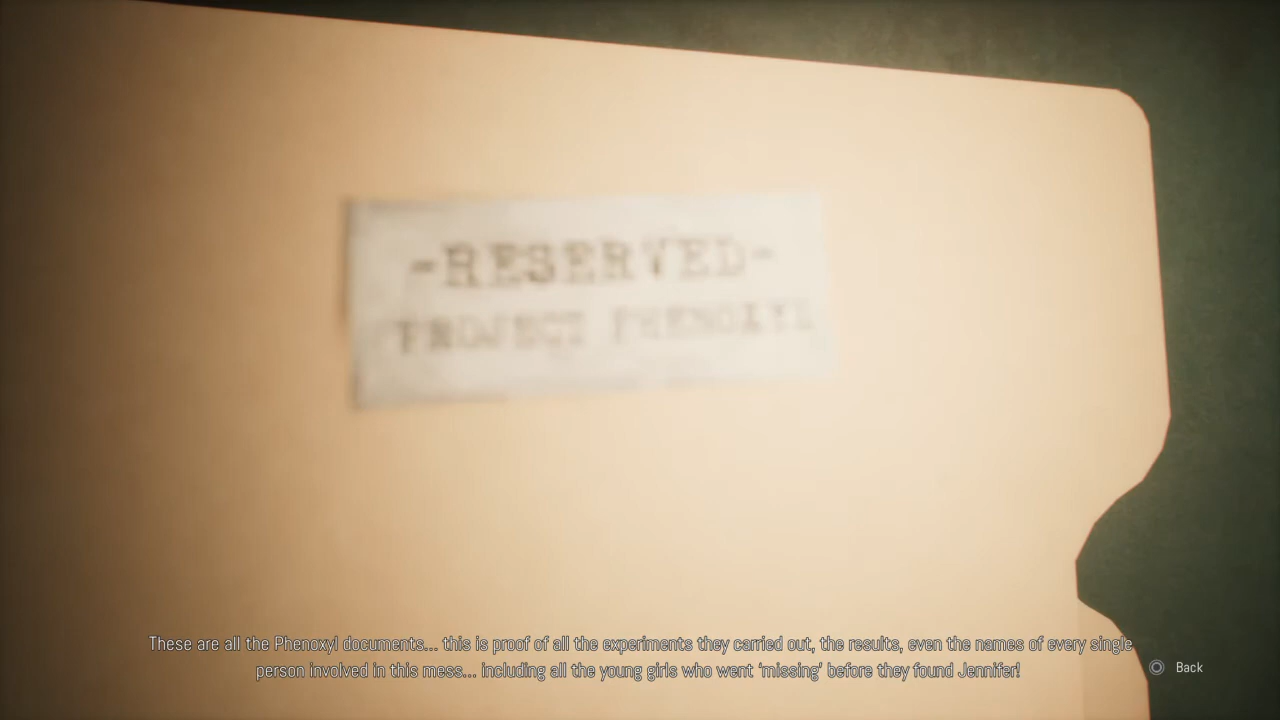 -RESERVED-
PROJECT PHENOXYL
These are all the Phenoxyl documents... this is proof of all the experiments they carried out, the results, even the names of every single
person involved in this mess... including all the young girls who went ‘missing’ before they found Jennifer!
Back